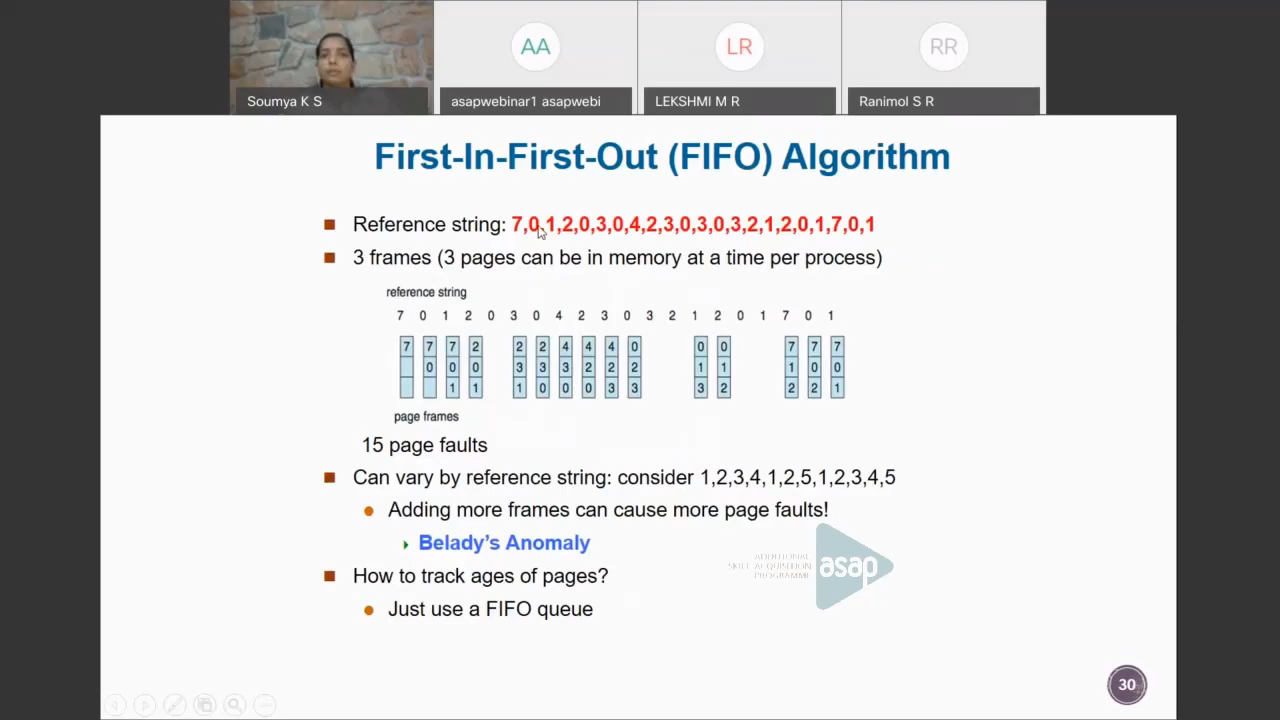 AA
LR
RR
Soumya K S
asapwebinar1 asapwebi
LEKSHMI M R
Ranimol S R
First-In-First-Out (FIFO) Algorithm
Reference string: 7,0,1,2,0,3,0,4,2,3,0,3,0,3,2,1,2,0,1,7,0,1
3 frames (3 pages can be in memory at a time per process)
reference string
7 0 1 2 0 3 0 4 2 3 0 3 2 1 2 0 1 7 0 1
7 7 7 2 2 2 4 4 4 0 0 0 7 7 7
0 0 0 3 3 3 2 2 2 1 1 1 0 0
1 1 1 0 0 0 3 3 3 2 2 2 1
page frames
15 page faults
Can vary by reference string: consider 1,2,3,4,1,2,5,1,2,3,4,5
Adding more frames can cause more page faults!
Belady's Anomaly
ADDITIONAL
SKILL ACQUISITION
PROGRAMME
asap
How to track ages of pages?
Just use a FIFO queue
30